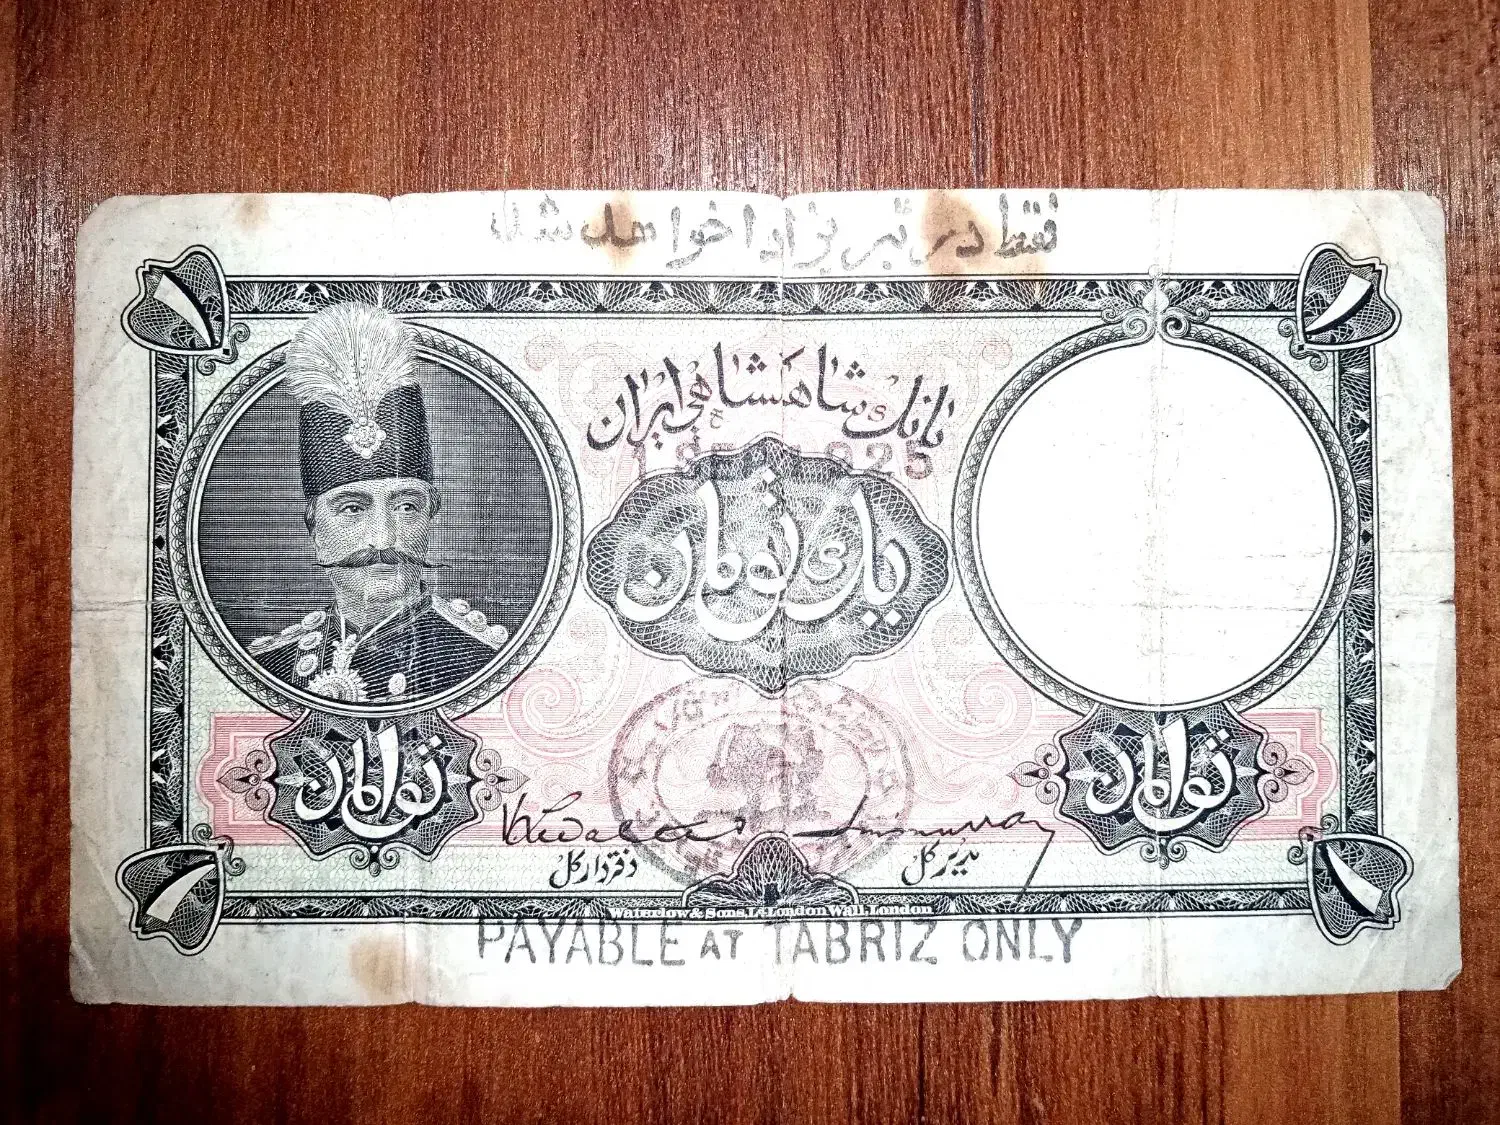 فقط در تبریز ادا خواهد شد
بانک شاهنشاهی ایران
یک تومان
تومان
تومان
دفتردار کل
مدیر کل
Waterlow & Sons, Ld. London Wall, London
PAYABLE AT TABRIZ ONLY